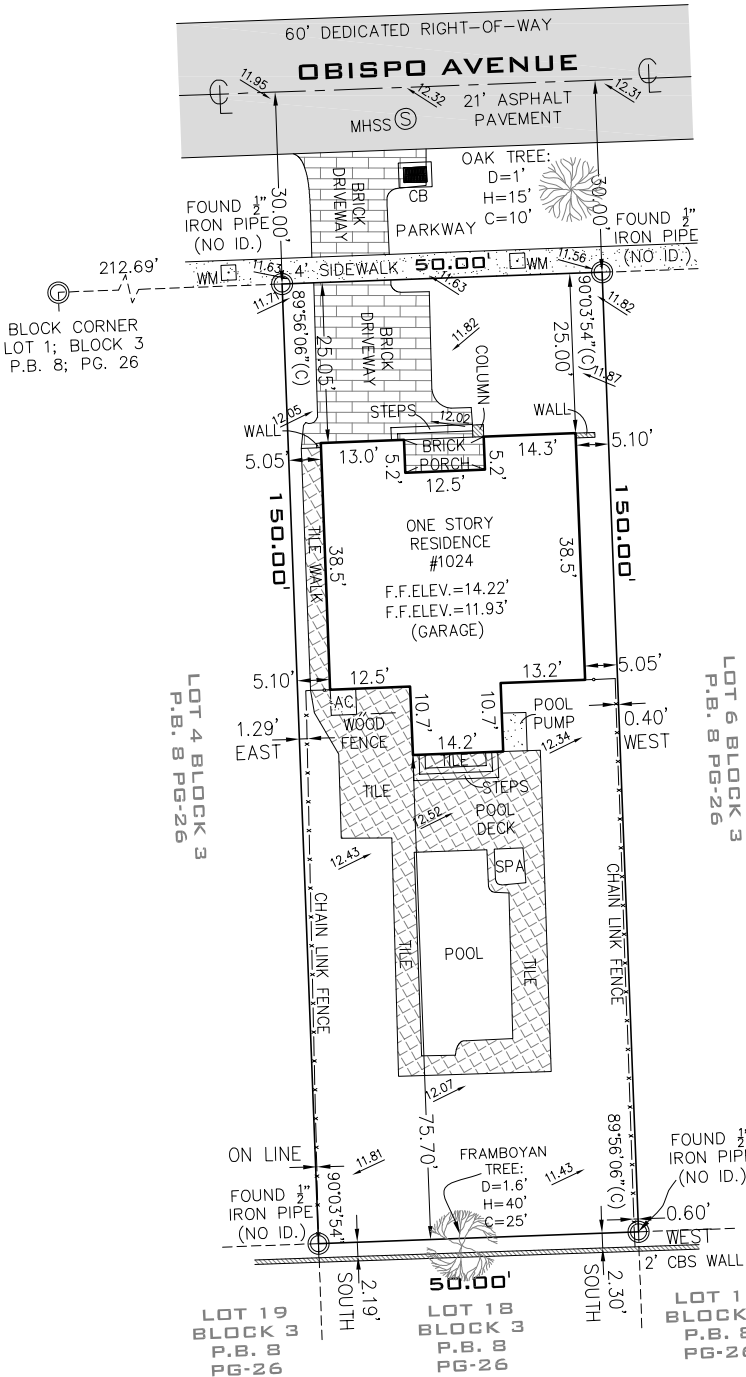 60' DEDICATED RIGHT-OF-WAY
OBISPO AVENUE
11.95
12.32
12.31
21' ASPHALT
PAVEMENT
MHSS S
CL
CL
30.00'
30.00'
BRICK
DRIVEWAY
CB
OAK TREE:
D=1'
H=15'
C=10'
PARKWAY
FOUND 1/2"
IRON PIPE
(NO ID.)
FOUND 1/2"
IRON PIPE
(NO ID.)
212.69'
WM
11.63
4' SIDEWALK
50.00'
WM
11.56
11.71
11.63
11.82
BLOCK CORNER
LOT 1; BLOCK 3
P.B. 8; PG. 26
89°56'06"(C)
90°03'54"(C)
25.05'
BRICK
DRIVEWAY
11.82
25.00'
11.87
COLUMN
12.05
STEPS
12.02
WALL
WALL
5.05'
13.0'
BRICK
PORCH
5.2'
5.2'
12.5'
14.3'
5.10'
150.00'
150.00'
TILE WALK
38.5'
38.5'
ONE STORY
RESIDENCE
#1024
F.F.ELEV.=14.22'
F.F.ELEV.=11.93'
(GARAGE)
LOT 4 BLOCK 3
P.B. 8 PG-26
LOT 6 BLOCK 3
P.B. 8 PG-26
5.10'
12.5'
13.2'
5.05'
AC
WOOD
FENCE
10.7'
10.7'
14.2'
POOL
PUMP
1.29'
EAST
0.40'
WEST
12.34
TILE
STEPS
TILE
12.52
POOL
DECK
12.43
SPA
CHAIN LINK FENCE
CHAIN LINK FENCE
TILE
POOL
TILE
12.07
75.70'
ON LINE
11.81
FRAMBOYAN
TREE:
D=1.6'
H=40'
C=25'
11.43
89°56'06"(C)
90°03'54"
FOUND 1/2"
IRON PIPE
(NO ID.)
FOUND 1/2"
IRON PIPE
(NO ID.)
0.60'
WEST
2' CBS WALL
2.19'
SOUTH
50.00'
2.30'
SOUTH
LOT 19
BLOCK 3
P.B. 8
PG-26
LOT 18
BLOCK 3
P.B. 8
PG-26
LOT
BLOCK
P.B. 8
PG-26